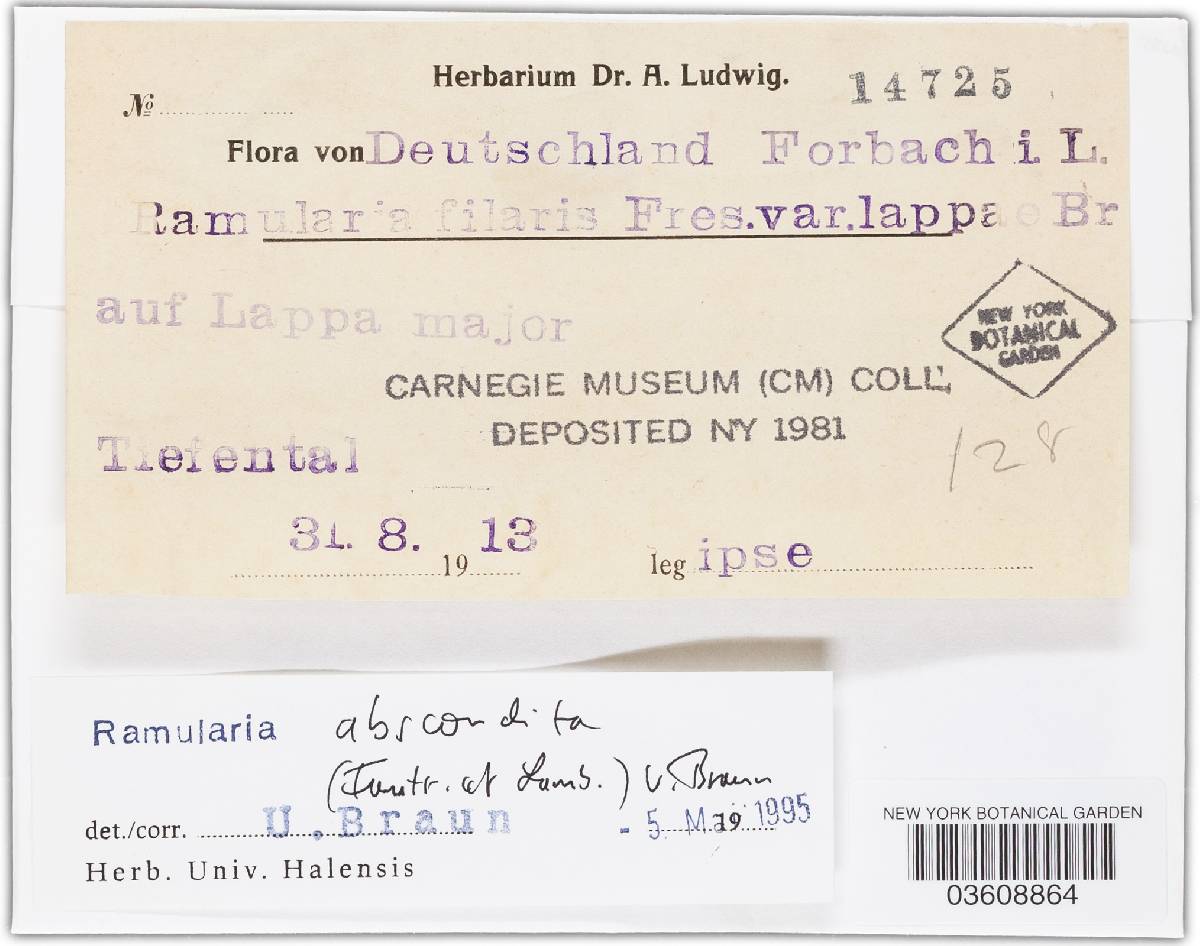 Herbarium Dr. A. Ludwig. 14725
№
Flora von Deutschland Forbach i. L.
Ramularia filaris Fres.var.lappae Br
auf Lappa major
NEW YORK
BOTANICAL
GARDEN
CARNEGIE MUSEUM (CM) COLL.
DEPOSITED NY 1981
128
Tiefental
31. 8. 1913 leg ipse
Ramularia abscondita
(Fautr. et Lamb.) U. Braun
det./corr. U. Braun - 5. 19 1995
Herb. Univ. Halensis
NEW YORK BOTANICAL GARDEN
03608864